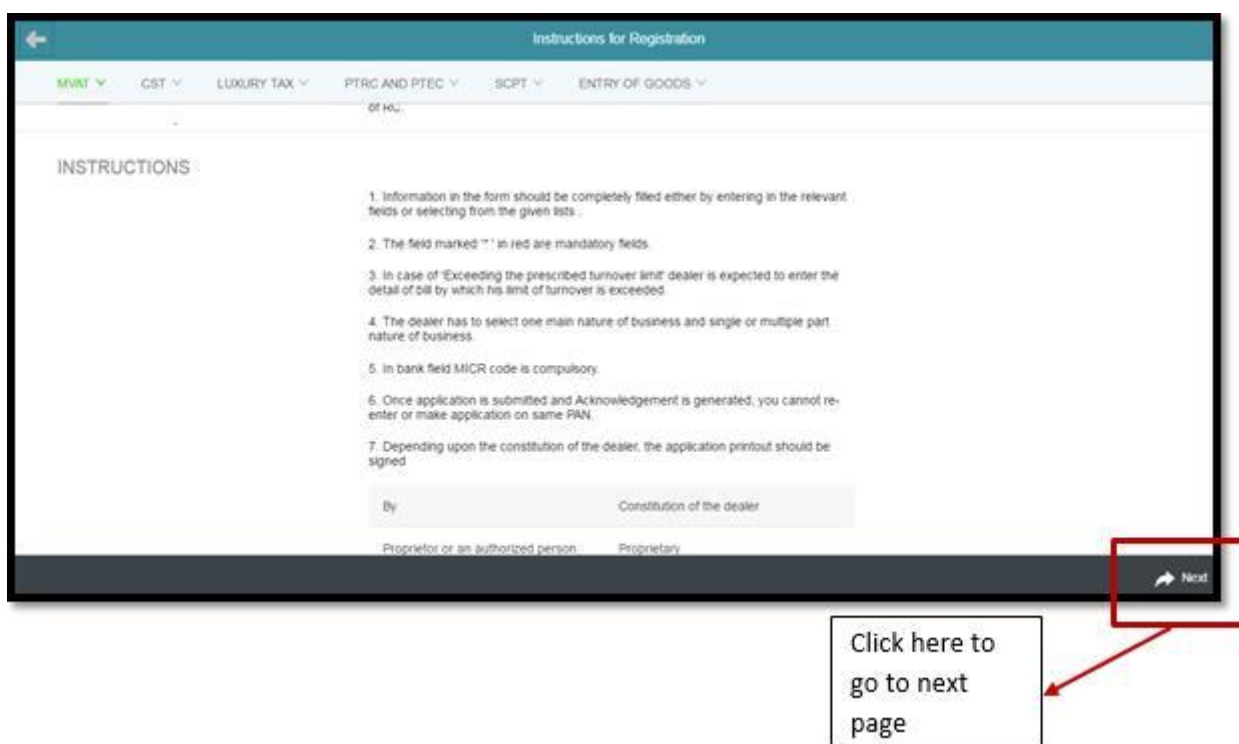 Instructions for Registration
MVAT CST LUXURY TAX PTRC AND PTEC SCPT ENTRY OF GOODS
of RC.
INSTRUCTIONS :
1. Information in the form should be completely filled either by entering in the relevant
fields or selecting from the given lists .
2. The field marked '*' in red are mandatory fields.
3. In case of 'Exceeding the prescribed turnover limit' dealer is expected to enter the
detail of bill by which his limit of turnover is exceeded.
4. The dealer has to select one main nature of business and single or multiple part
nature of business.
5. In bank field MICR code is compulsory.
6. Once application is submitted and Acknowledgement is generated, you cannot re-
enter or make application on same PAN.
7. Depending upon the constitution of the dealer, the application printout should be
signed
By Constitution of the dealer
Proprietor or an authorized person. Proprietary
Next
Click here to
go to next
page